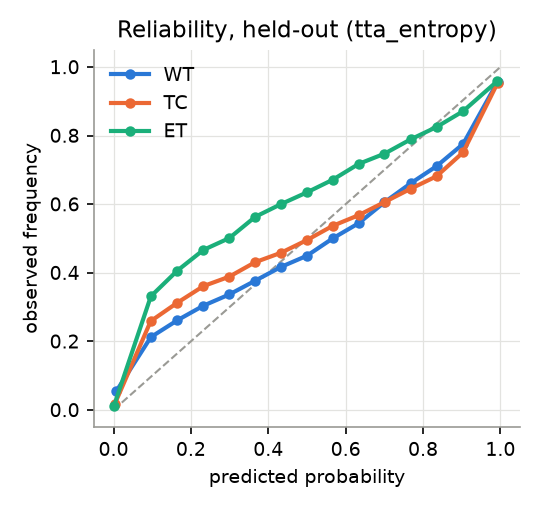 Reliability, held-out (tta_entropy)
WT
TC
ET
observed frequency
1.0
0.8
0.6
0.4
0.2
0.0
0.0 0.2 0.4 0.6 0.8 1.0
predicted probability